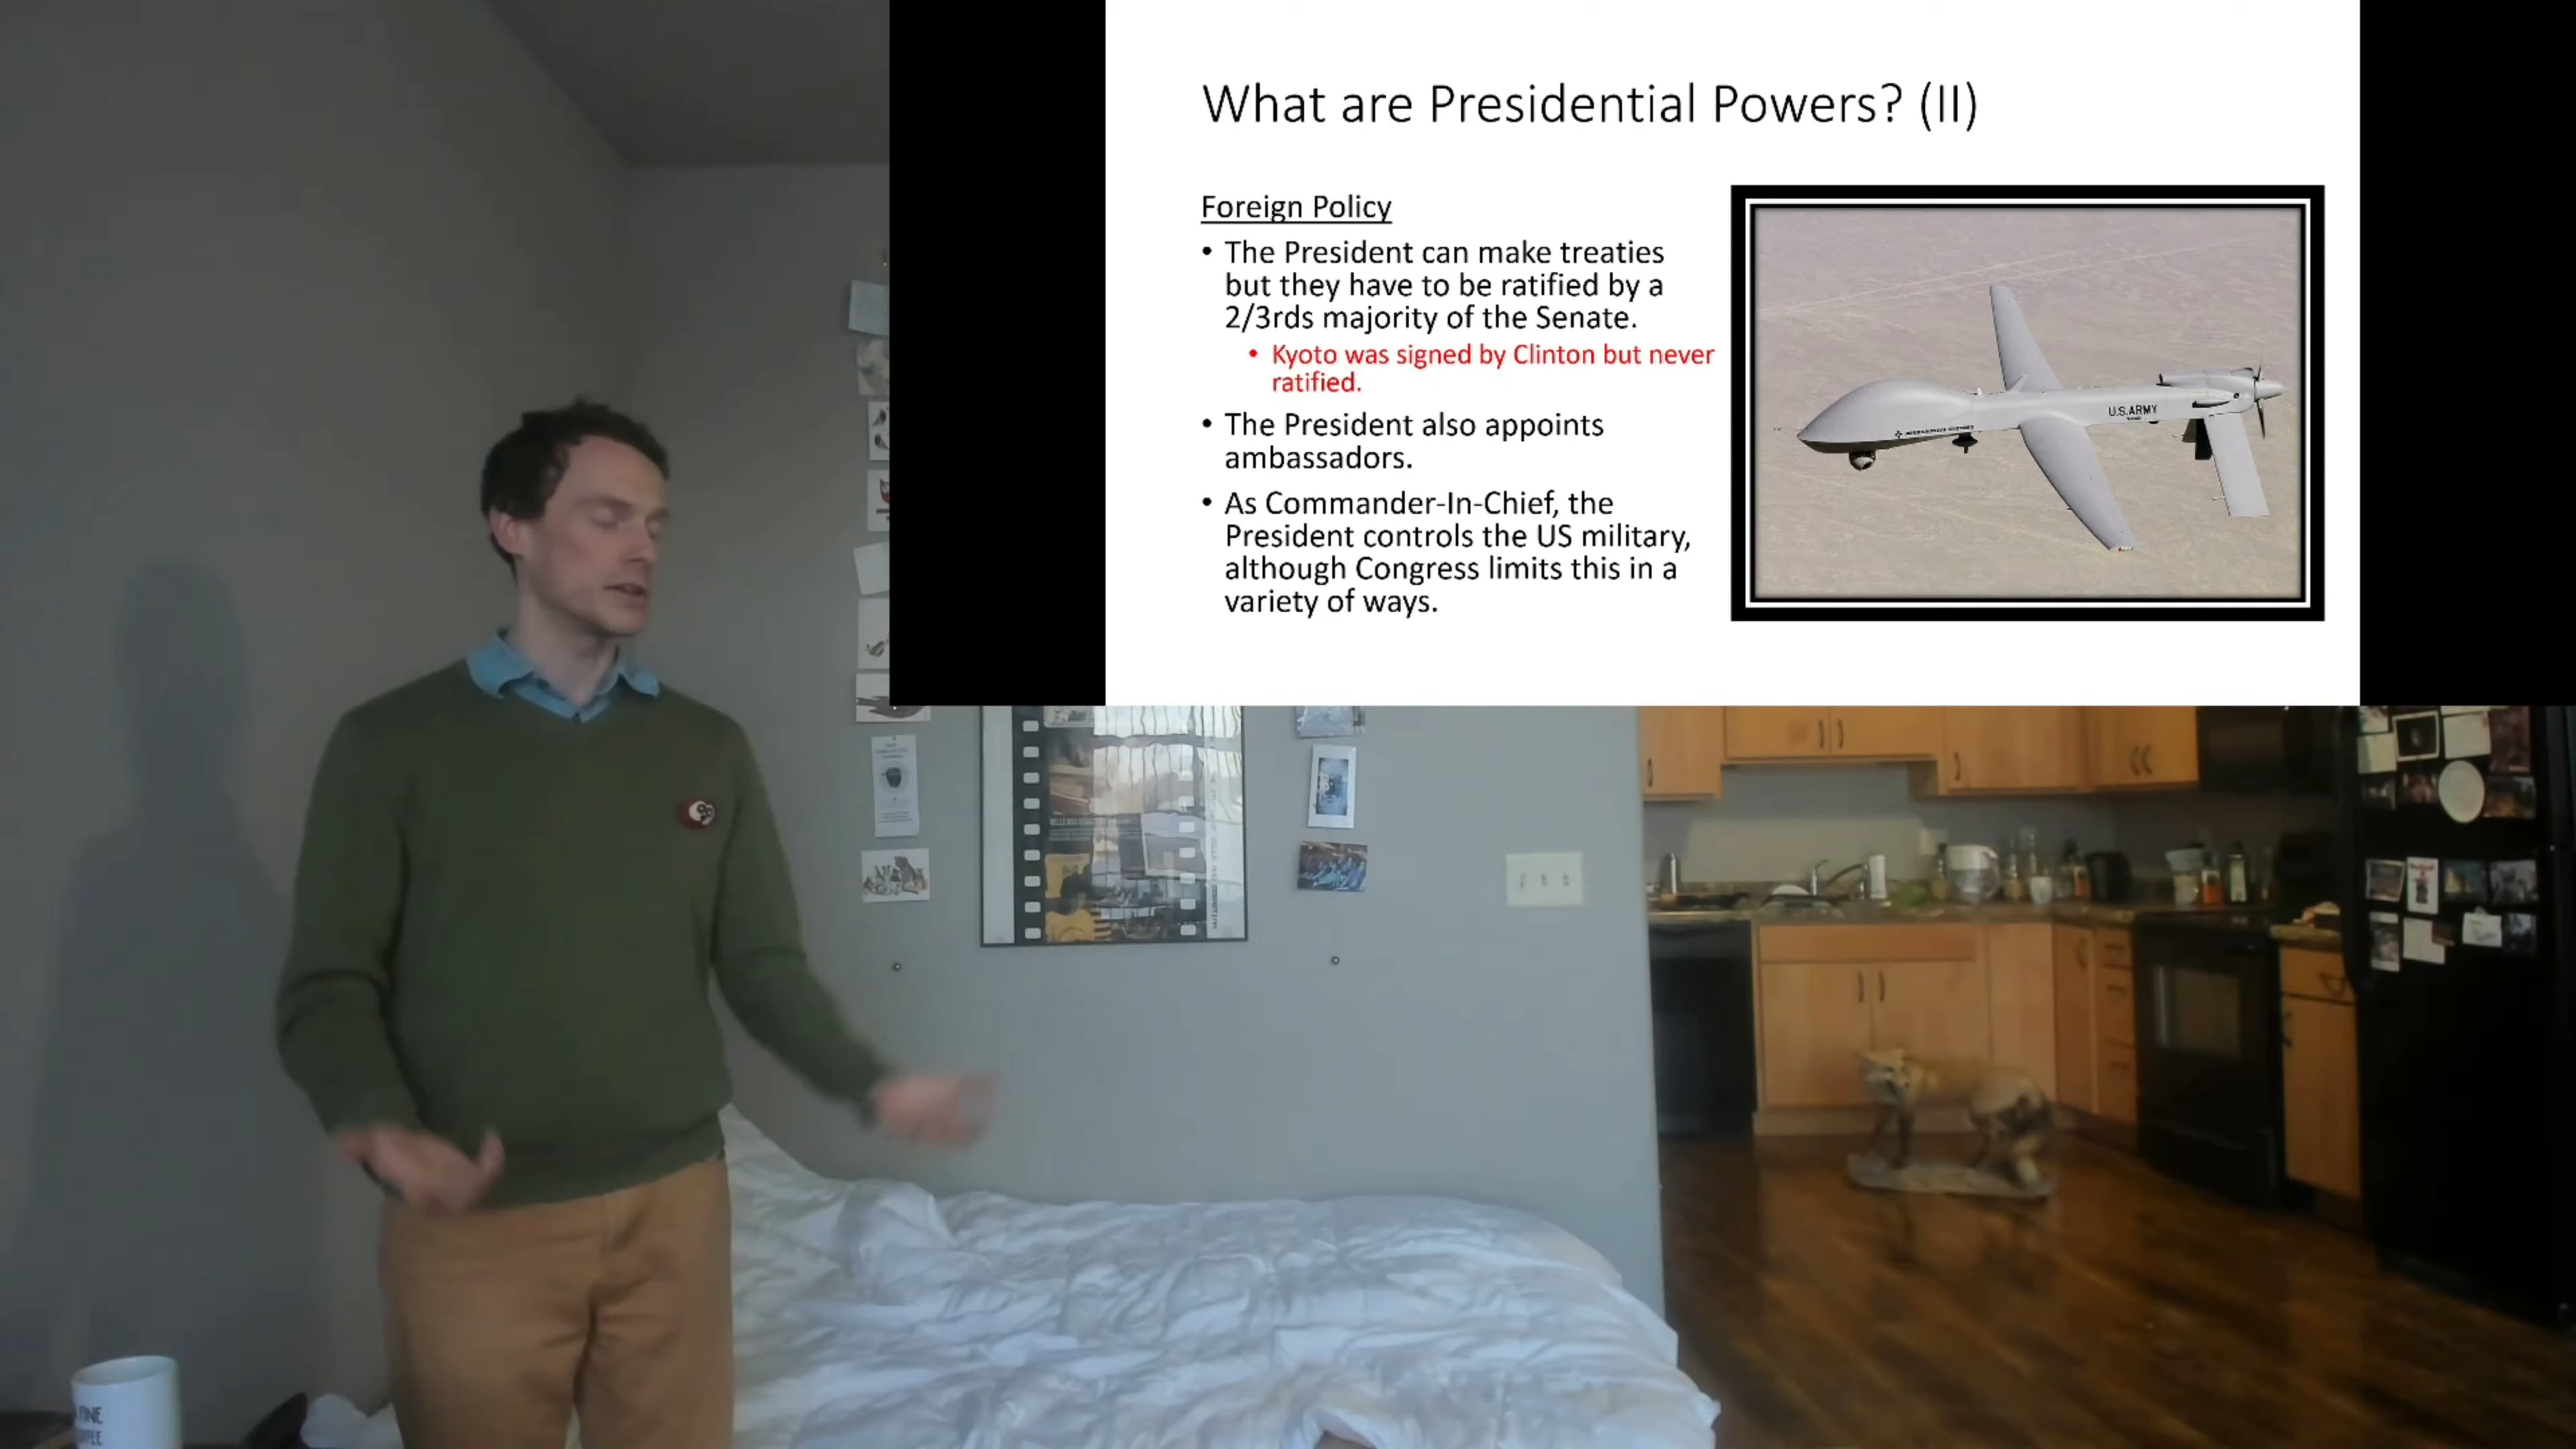 What are Presidential Powers? (II)
Foreign Policy
• The President can make treaties
but they have to be ratified by a
2/3rds majority of the Senate.
• Kyoto was signed by Clinton but never
ratified.
• The President also appoints
ambassadors.
• As Commander-In-Chief, the
President controls the US military,
although Congress limits this in a
variety of ways.
U.S.ARMY
FINE